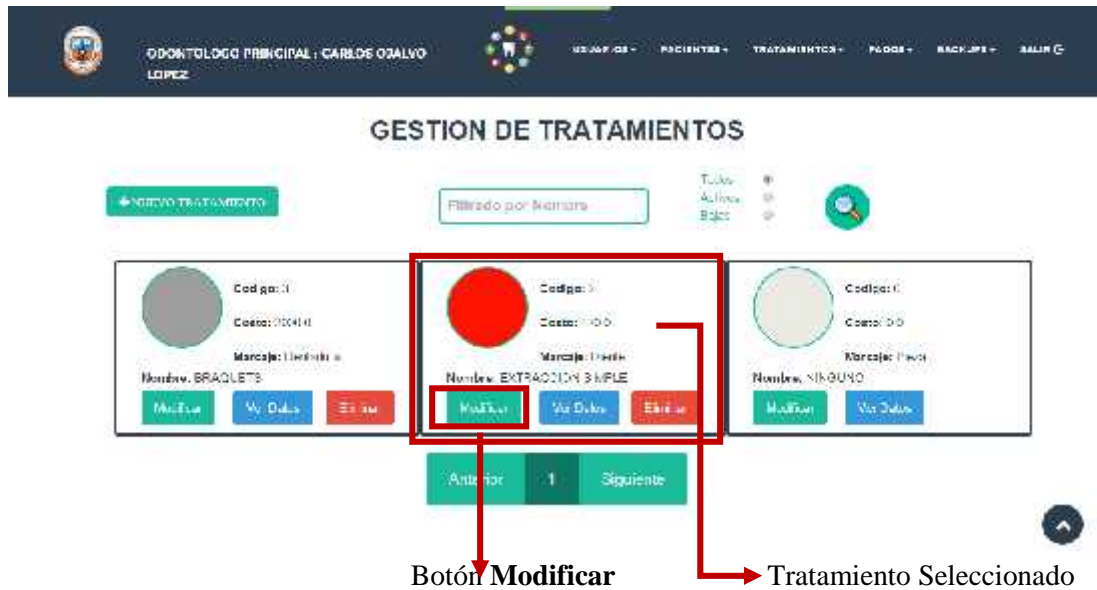 ODONTOLOGO PRINCIPAL : CARLOS OGALVO
LOPEZ
USUARIOS
PACIENTES
TRATAMIENTOS
PAGOS
BACKUPS
SALIR
GESTION DE TRATAMIENTOS
NUEVO TRATAMIENTO
Filtrado por Nombre
Todos
Activos
Bajas
Codigo:
Costo:
Marcaje:
Nombre: BRAQUETS
Modificar
Ver Datos
Eliminar
Codigo:
Costo:
Marcaje: Diente
Nombre: EXTRACCION SIMPLE
Modificar
Ver Datos
Eliminar
Codigo:
Costo:
Marcaje:
Nombre: NINGUNO
Modificar
Ver Datos
Anterior
1
Siguiente
Botón Modificar
Tratamiento Seleccionado